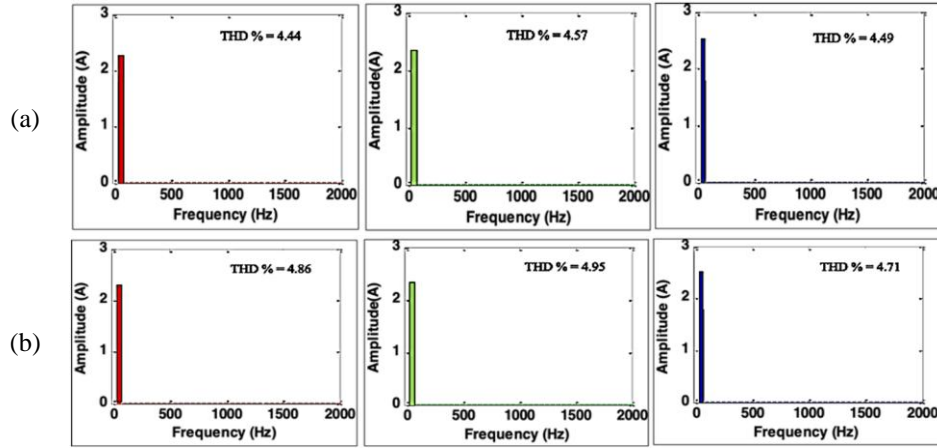 (a)
3
2
1
0
Amplitude (A)
THD % = 4.44
0 500 1000 1500 2000
Frequency (Hz)
3
2
1
0
Amplitude(A)
THD % = 4.57
0 500 1000 1500 2000
Frequency (Hz)
3
2
1
0
Amplitude (A)
THD % = 4.49
0 500 1000 1500 2000
Frequency (Hz)
(b)
3
2
1
0
Amplitude (A)
THD % = 4.86
0 500 1000 1500 2000
Frequency (Hz)
3
2
1
0
Amplitude(A)
THD % = 4.95
0 500 1000 1500 2000
Frequency (Hz)
3
2
1
0
Amplitude (A)
THD % = 4.71
0 500 1000 1500 2000
Frequency (Hz)